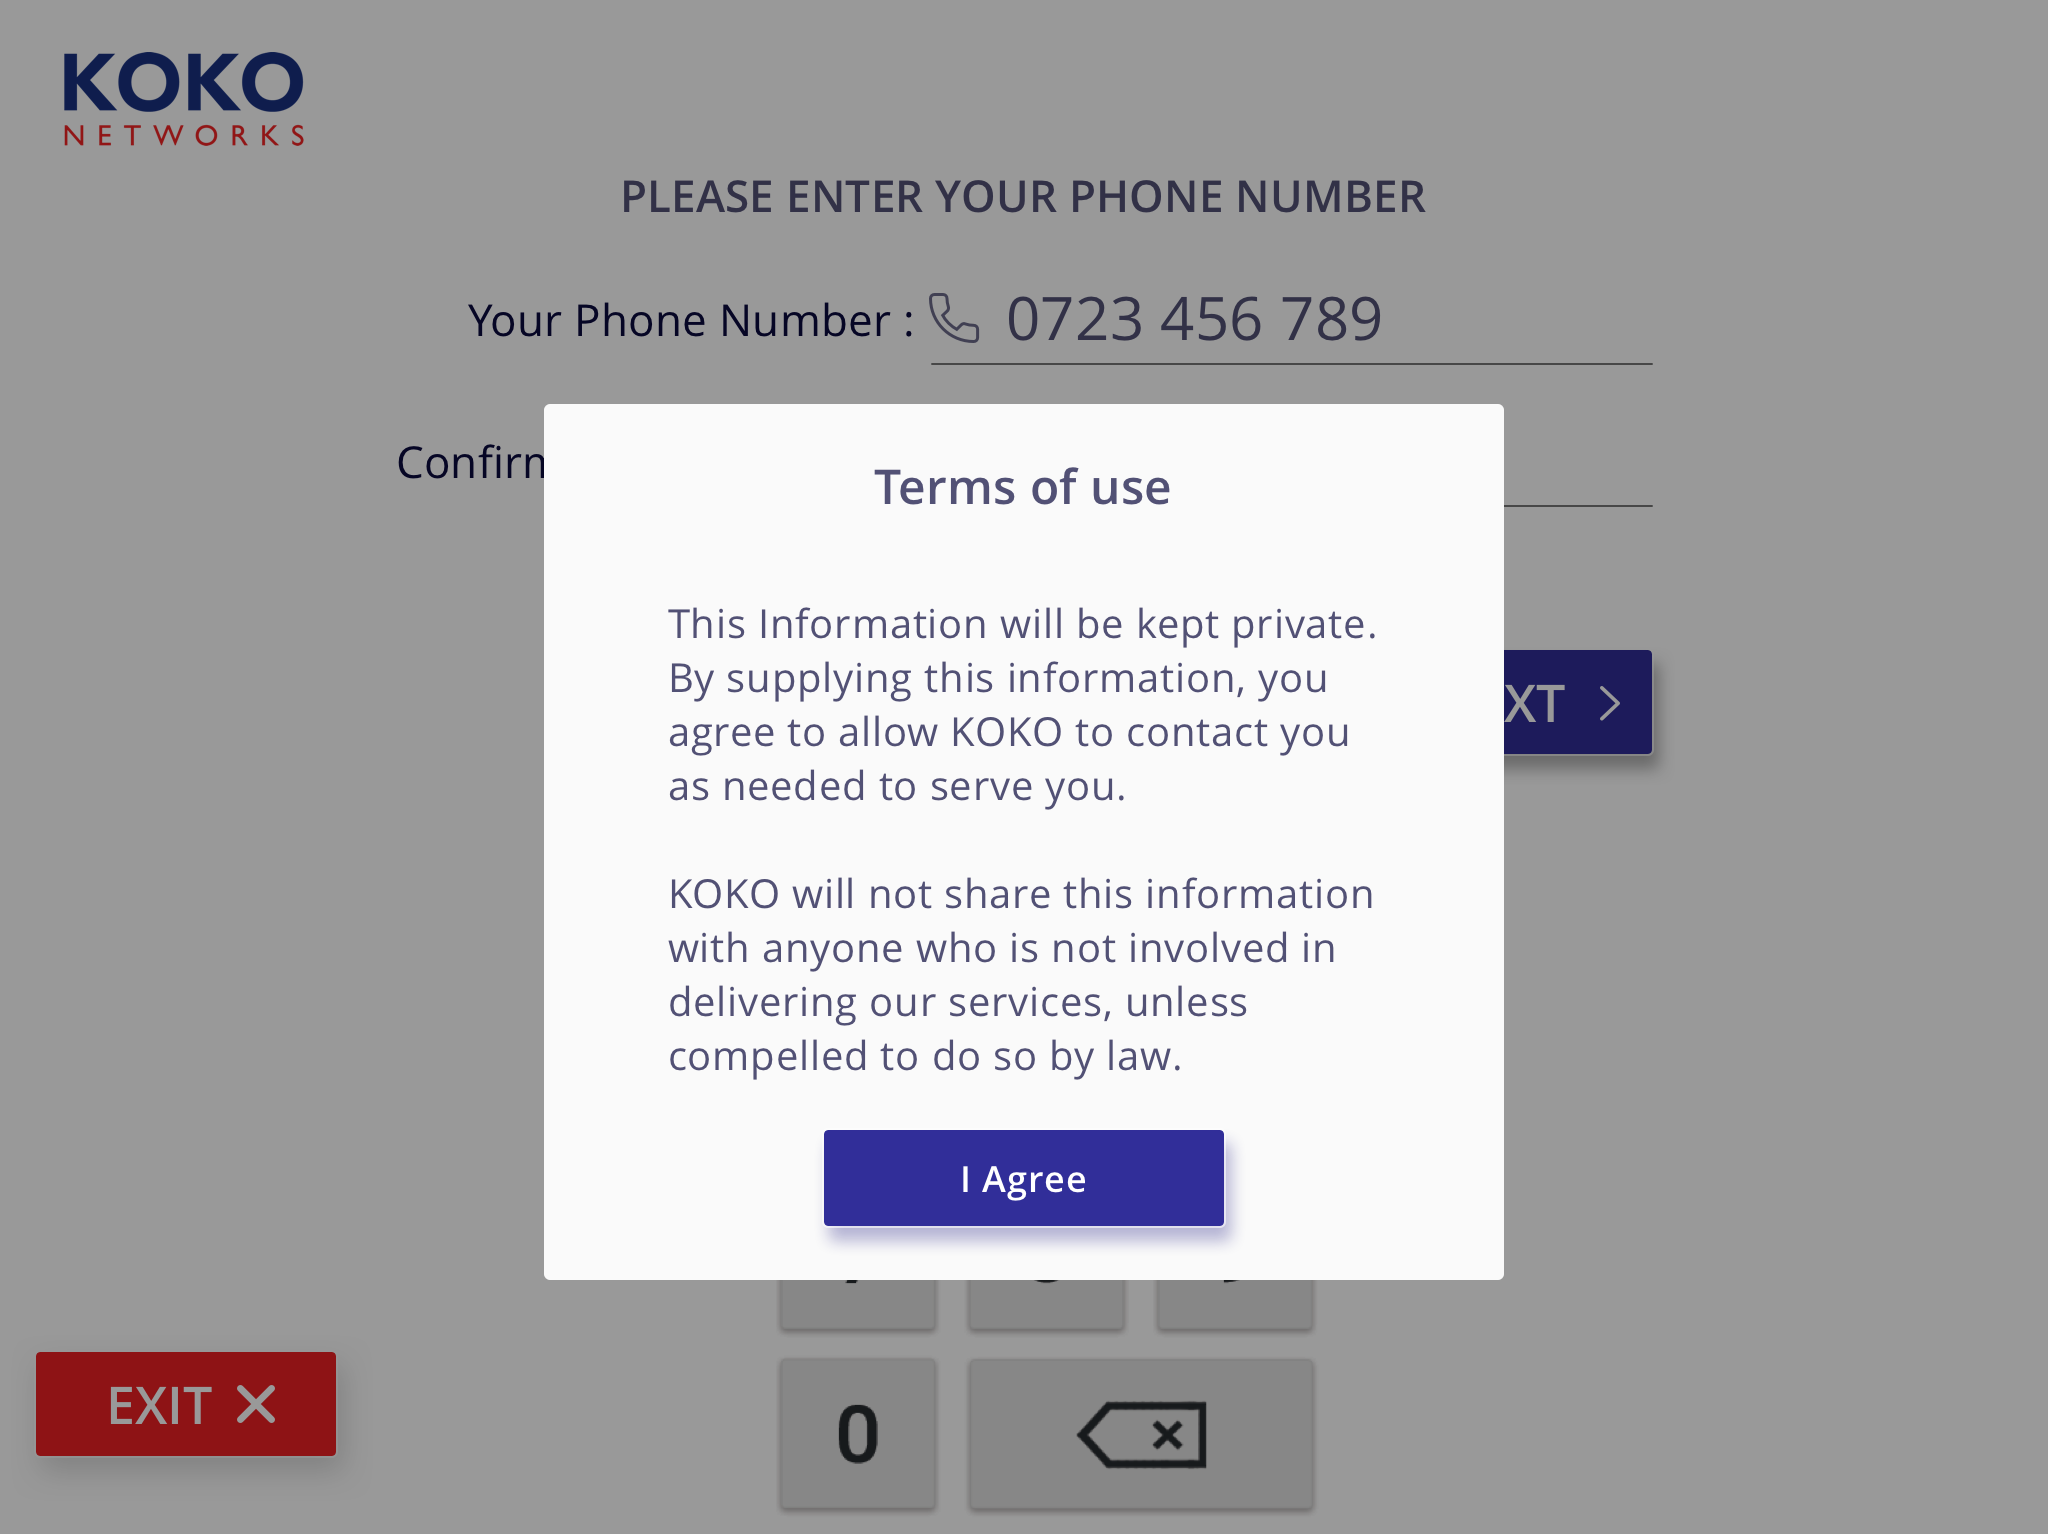 KOKO
NETWORKS
PLEASE ENTER YOUR PHONE NUMBER
Your Phone Number : 0723 456 789
Terms of use
This Information will be kept private.
By supplying this information, you
agree to allow KOKO to contact you
as needed to serve you.
KOKO will not share this information
with anyone who is not involved in
delivering our services, unless
compelled to do so by law.
I Agree
EXIT
0